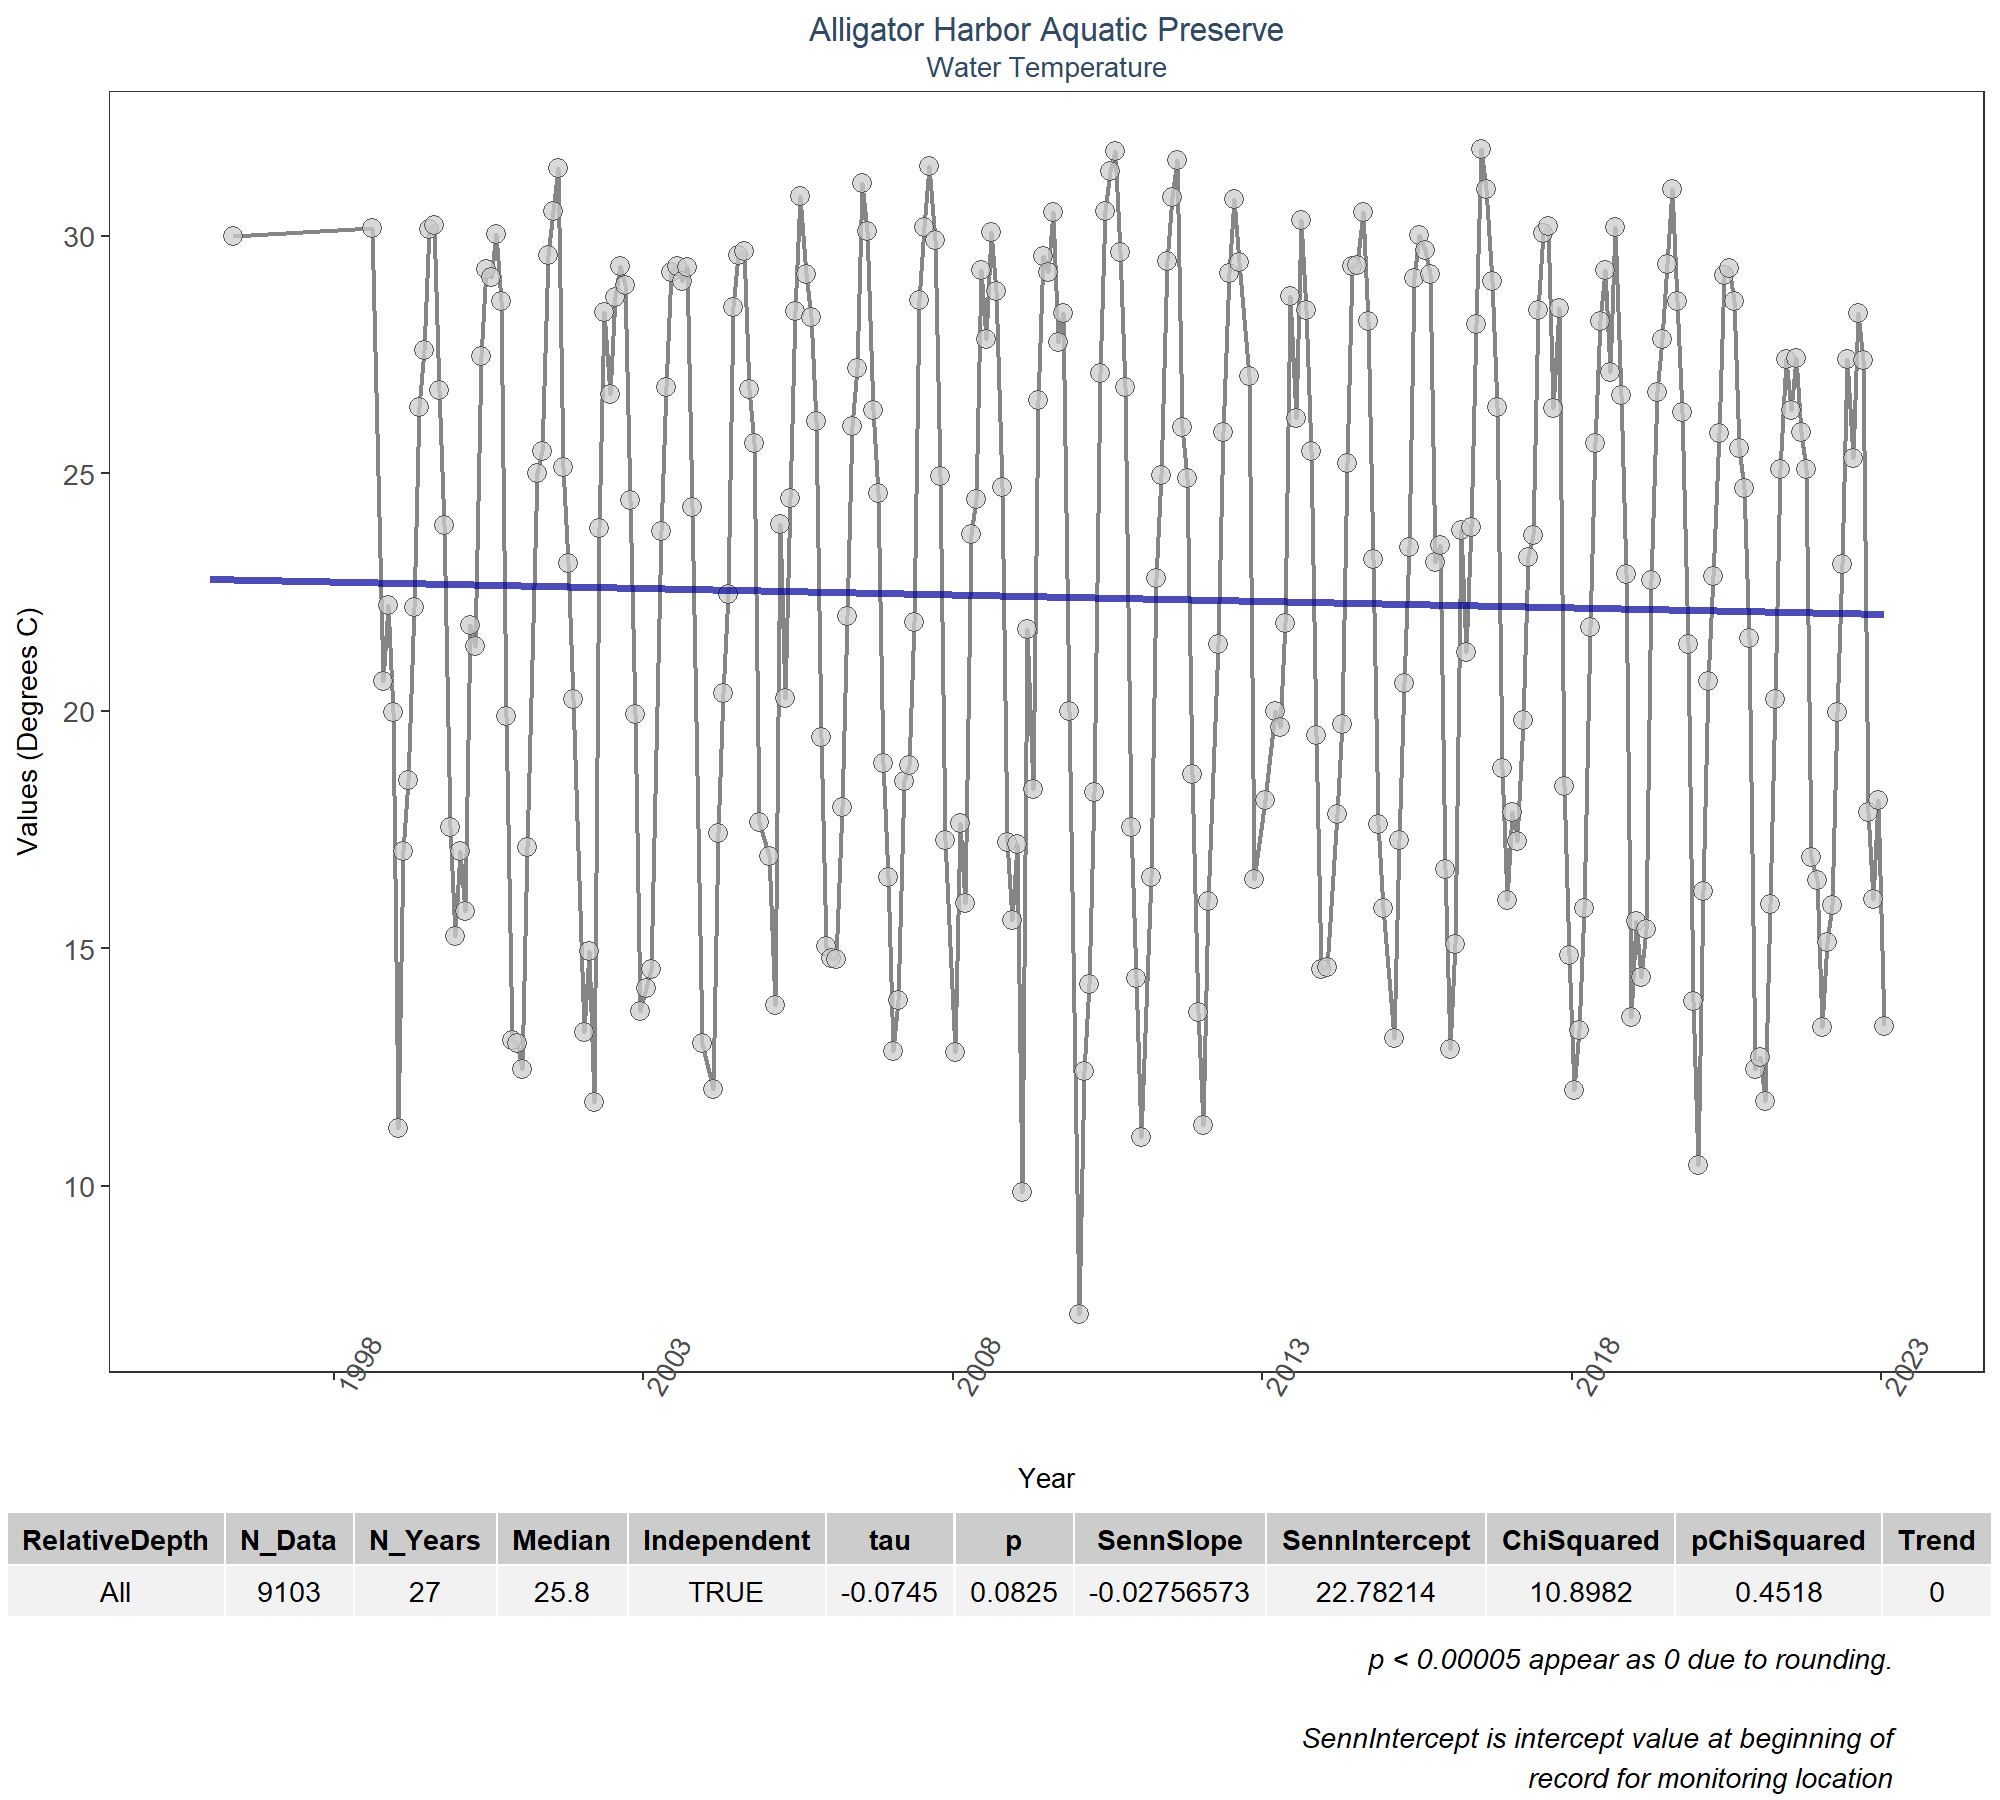 Alligator Harbor Aquatic Preserve
Water Temperature
Values (Degrees C)
30
25
20
15
10
1998
2003
2008
2013
2018
2023
Year
RelativeDepth N_Data N_Years Median Independent tau p SennSlope SennIntercept ChiSquared pChiSquared Trend
All 9103 27 25.8 TRUE -0.0745 0.0825 -0.02756573 22.78214 10.8982 0.4518 0
p < 0.00005 appear as 0 due to rounding.
SennIntercept is intercept value at beginning of
record for monitoring location